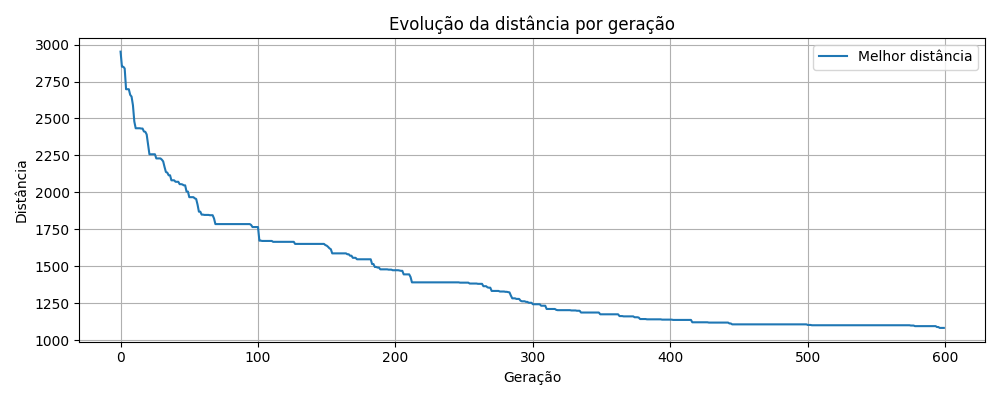 Evolução da distância por geração
Melhor distância
Distância
3000
2750
2500
2250
2000
1750
1500
1250
1000
0 100 200 300 400 500 600
Geração